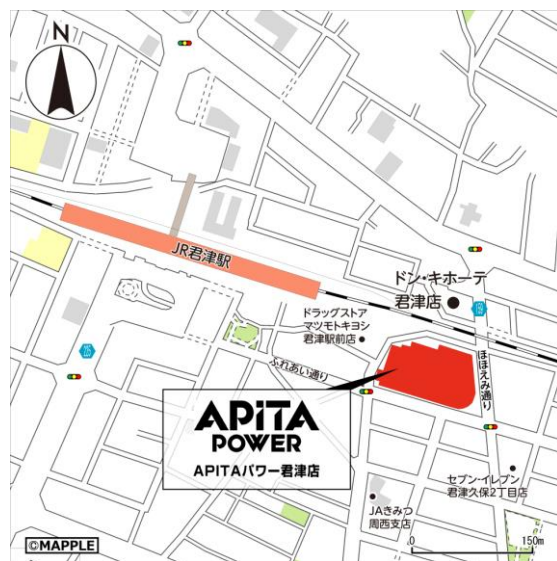 N
JR君津駅
ドン・キホーテ
君津店
ドラッグストア
マツモトキヨシ
君津駅前店
ふれあい通り
ほほえみ通り
APiTA
POWER
APITAパワー君津店
セブン-イレブン
君津久保2丁目店
JAきみつ
周西支店
©MAPPLE
0 150m